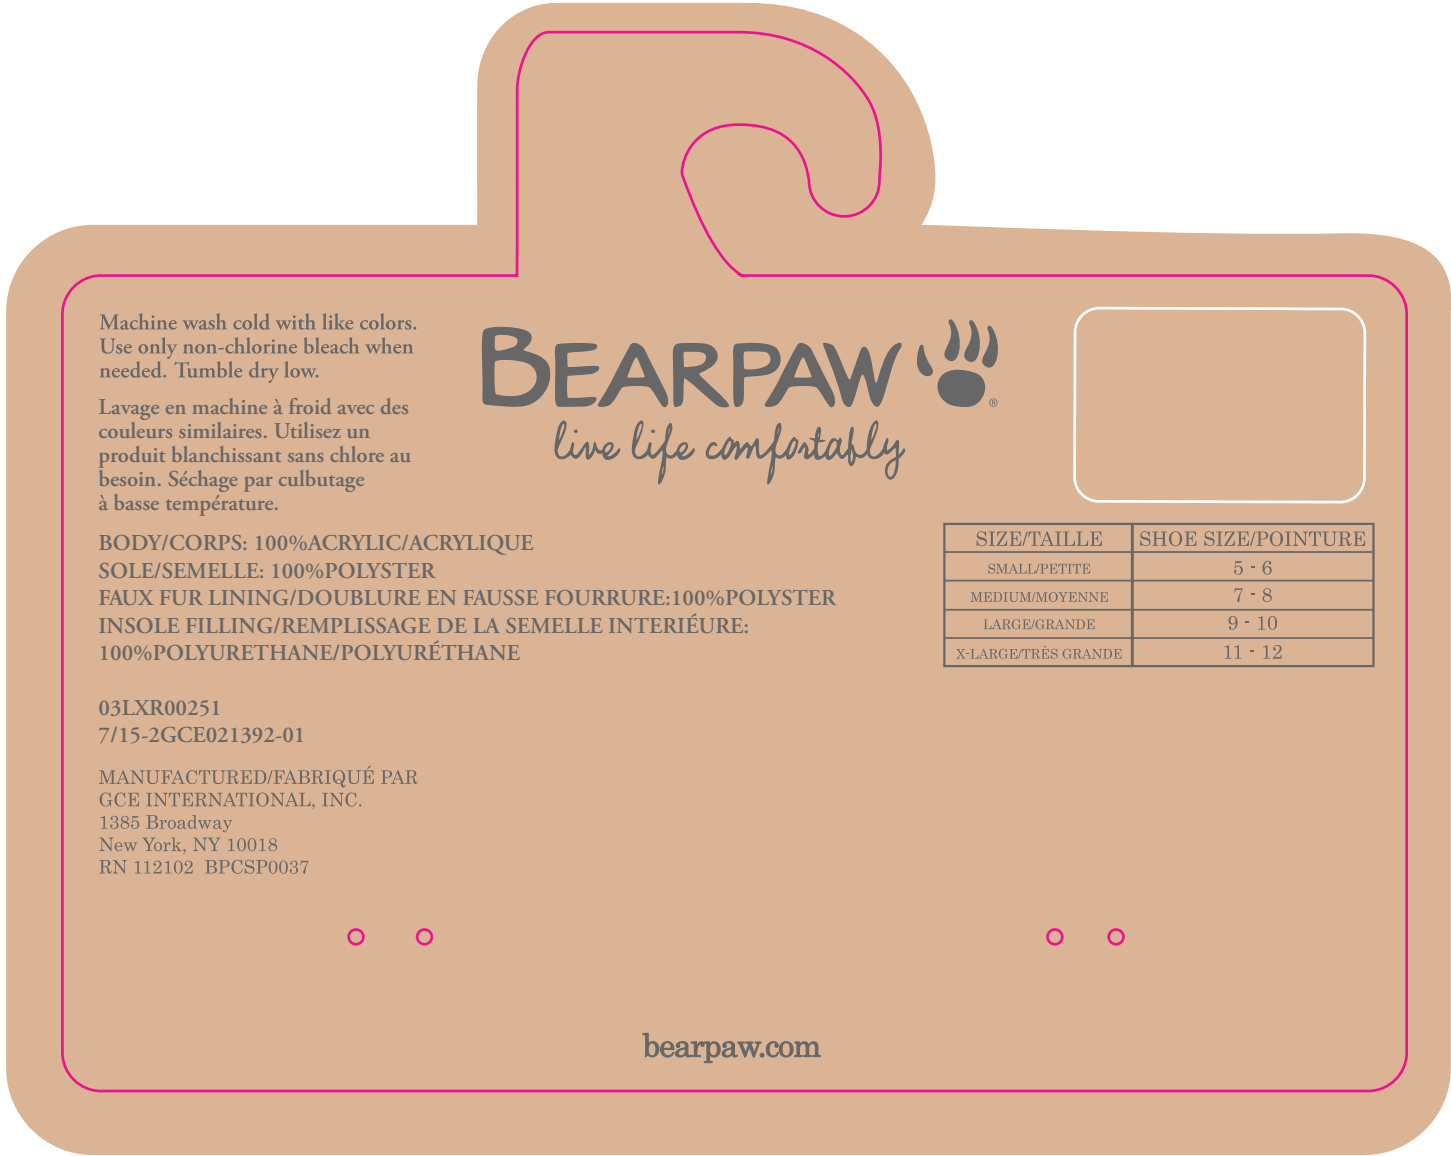 Machine wash cold with like colors.
Use only non-chlorine bleach when
needed. Tumble dry low.
Lavage en machine à froid avec des
couleurs similaires. Utilisez un
produit blanchissant sans chlore au
besoin. Séchage par culbutage
à basse température.
BEARPAW ®
live life comfortably
BODY/CORPS: 100%ACRYLIC/ACRYLIQUE
SOLE/SEMELLE: 100%POLYSTER
FAUX FUR LINING/DOUBLURE EN FAUSSE FOURRURE:100%POLYSTER
INSOLE FILLING/REMPLISSAGE DE LA SEMELLE INTERIÉURE:
100%POLYURETHANE/POLYURÉTHANE
SIZE/TAILLE SHOE SIZE/POINTURE
SMALL/PETITE 5 - 6
MEDIUM/MOYENNE 7 - 8
LARGE/GRANDE 9 - 10
X-LARGE/TRÈS GRANDE 11 - 12
03LXR00251
7/15-2GCE021392-01
MANUFACTURED/FABRIQUÉ PAR
GCE INTERNATIONAL, INC.
1385 Broadway
New York, NY 10018
RN 112102 BPCSP0037
bearpaw.com